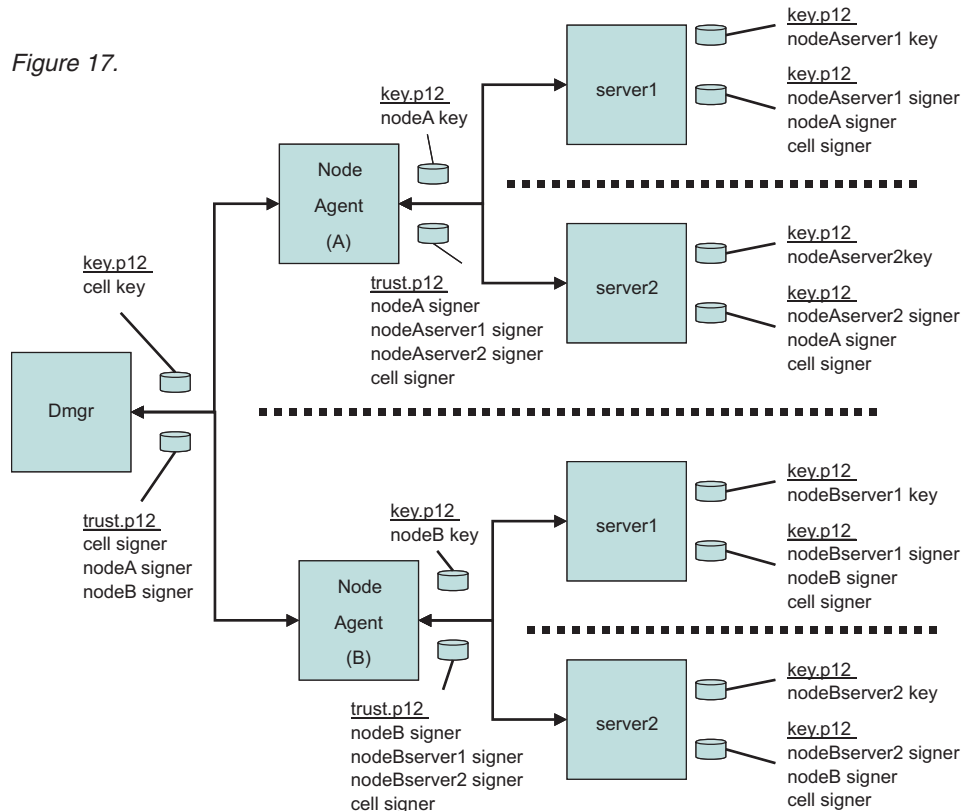 Figure 17.
key.p12
nodeAserver1 key
key.p12
nodeAserver1 signer
nodeA signer
cell signer
server1
key.p12
nodeA key
Node
Agent
(A)
trust.p12
nodeA signer
nodeAserver1 signer
nodeAserver2 signer
cell signer
server2
key.p12
nodeAserver2key
key.p12
nodeAserver2 signer
nodeA signer
cell signer
key.p12
cell key
Dmgr
trust.p12
cell signer
nodeA signer
nodeB signer
server1
key.p12
nodeBserver1 key
key.p12
nodeBserver1 signer
nodeB signer
cell signer
key.p12
nodeB key
Node
Agent
(B)
trust.p12
nodeB signer
nodeBserver1 signer
nodeBserver2 signer
cell signer
server2
key.p12
nodeBserver2 key
key.p12
nodeBserver2 signer
nodeB signer
cell signer